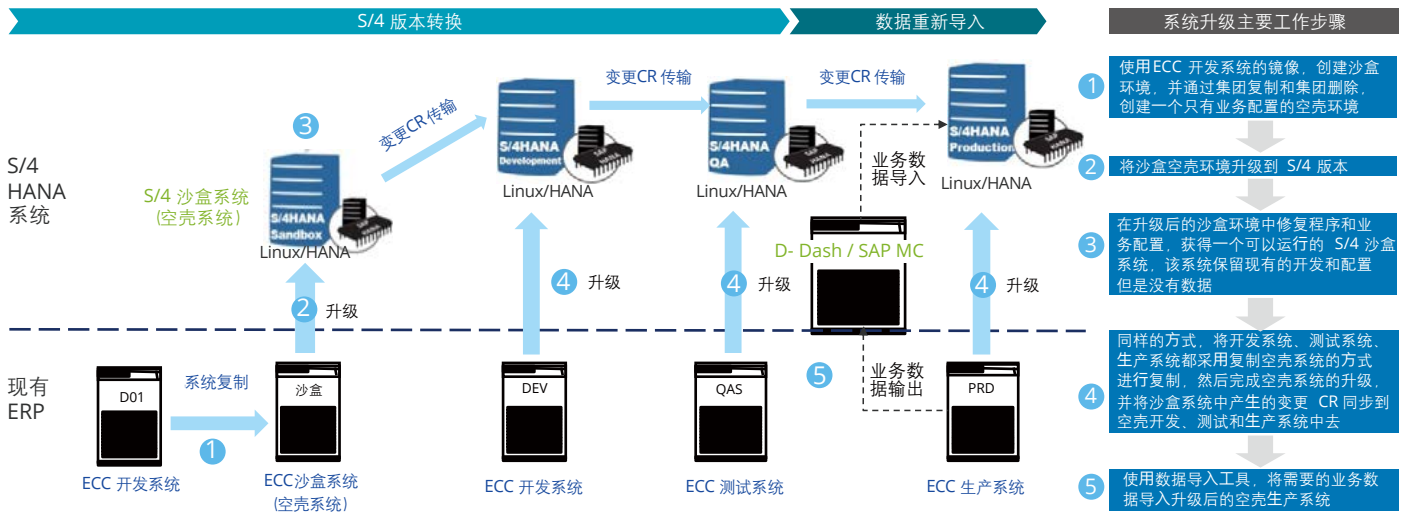 S/4 版本转换
数据重新导入
系统升级主要工作步骤
S/4
HANA
系统
S/4 沙盒系统
(空壳系统)
3
S/4HANA
Sandbox
SAP HANA
Linux/HANA
变更CR 传输
S/4HANA
Development
SAP HANA
Linux/HANA
变更CR 传输
S/4HANA
QA
SAP HANA
Linux/HANA
变更CR 传输
S/4HANA
Production
SAP HANA
Linux/HANA
业务数
据导入
D- Dash / SAP MC
2
升级
4
升级
4
升级
4
升级
现有
ERP
D01
系统复制
1
沙盒
DEV
QAS
5
业务数
据输出
PRD
ECC 开发系统
ECC沙盒系统
(空壳系统)
ECC 开发系统
ECC 测试系统
ECC 生产系统
1
使用ECC 开发系统的镜像，创建沙盒
环境，并通过集团复制和集团删除，
创建一个只有业务配置的空壳环境
2
将沙盒空壳环境升级到 S/4 版本
3
在升级后的沙盒环境中修复程序和业
务配置，获得一个可以运行的 S/4 沙盒
系统，该系统保留现有的开发和配置
但是没有数据
4
同样的方式，将开发系统、测试系统、
生产系统都采用复制空壳系统的方式
进行复制，然后完成空壳系统的升级，
并将沙盒系统中产生的变更 CR 同步到
空壳开发、测试和生产系统中去
5
使用数据导入工具，将需要的业务数
据导入升级后的空壳生产系统